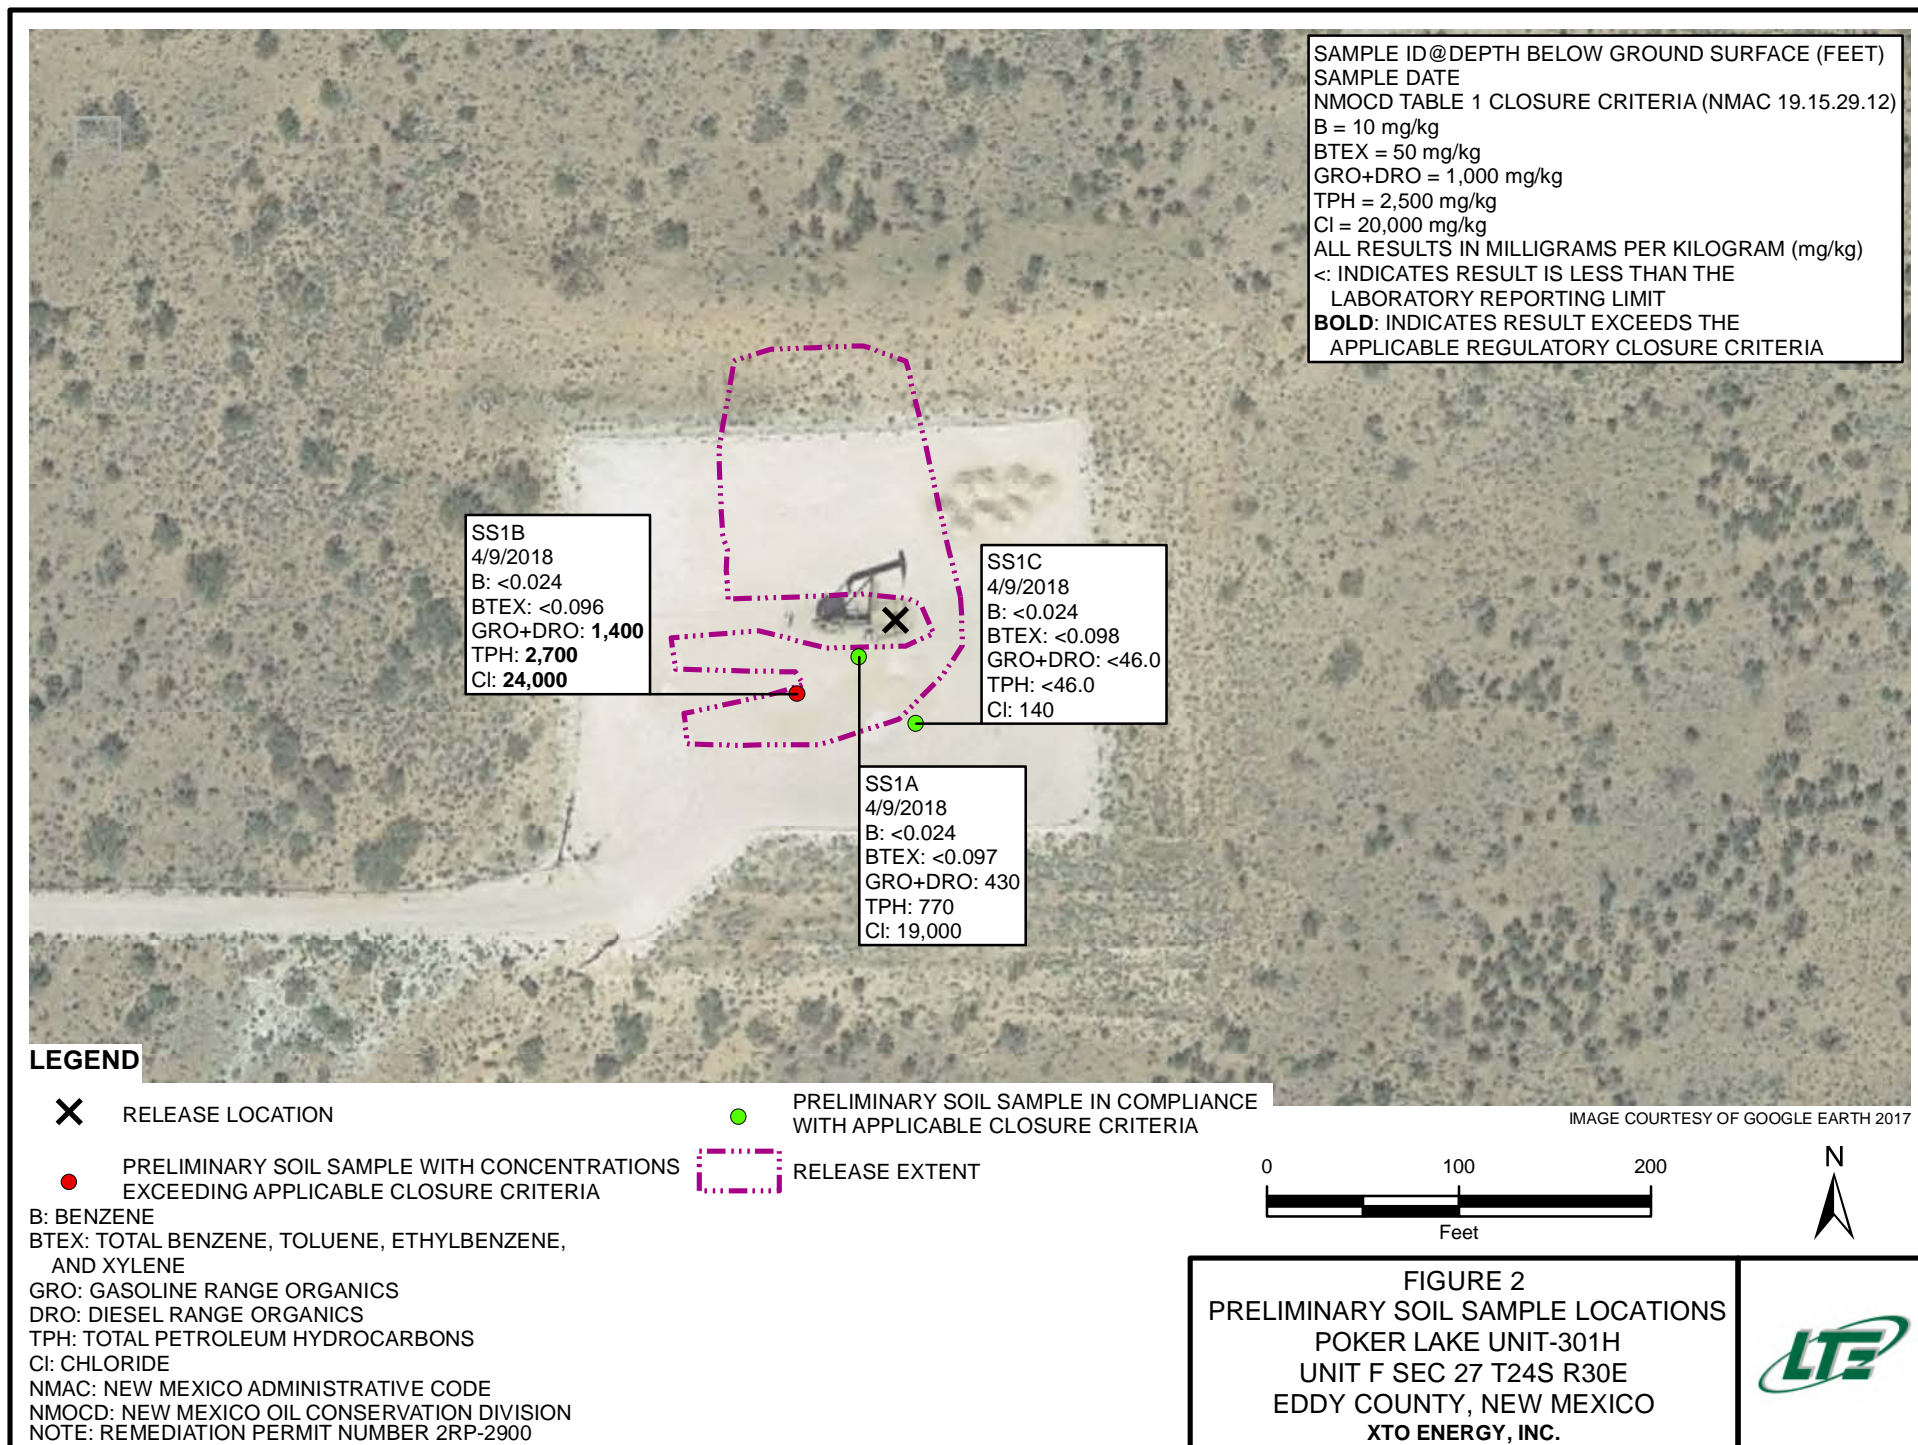 SAMPLE ID@DEPTH BELOW GROUND SURFACE (FEET)
SAMPLE DATE
NMOCD TABLE 1 CLOSURE CRITERIA (NMAC 19.15.29.12)
B = 10 mg/kg
BTEX = 50 mg/kg
GRO+DRO = 1,000 mg/kg
TPH = 2,500 mg/kg
Cl = 20,000 mg/kg
ALL RESULTS IN MILLIGRAMS PER KILOGRAM (mg/kg)
<: INDICATES RESULT IS LESS THAN THE
LABORATORY REPORTING LIMIT
BOLD: INDICATES RESULT EXCEEDS THE
APPLICABLE REGULATORY CLOSURE CRITERIA
SS1B
4/9/2018
B: <0.024
BTEX: <0.096
GRO+DRO: 1,400
TPH: 2,700
Cl: 24,000
SS1C
4/9/2018
B: <0.024
BTEX: <0.098
GRO+DRO: <46.0
TPH: <46.0
Cl: 140
SS1A
4/9/2018
B: <0.024
BTEX: <0.097
GRO+DRO: 430
TPH: 770
Cl: 19,000
LEGEND
RELEASE LOCATION
PRELIMINARY SOIL SAMPLE WITH CONCENTRATIONS
EXCEEDING APPLICABLE CLOSURE CRITERIA
PRELIMINARY SOIL SAMPLE IN COMPLIANCE
WITH APPLICABLE CLOSURE CRITERIA
RELEASE EXTENT
B: BENZENE
BTEX: TOTAL BENZENE, TOLUENE, ETHYLBENZENE,
AND XYLENE
GRO: GASOLINE RANGE ORGANICS
DRO: DIESEL RANGE ORGANICS
TPH: TOTAL PETROLEUM HYDROCARBONS
Cl: CHLORIDE
NMAC: NEW MEXICO ADMINISTRATIVE CODE
NMOCD: NEW MEXICO OIL CONSERVATION DIVISION
NOTE: REMEDIATION PERMIT NUMBER 2RP-2900
IMAGE COURTESY OF GOOGLE EARTH 2017
0 100 200
Feet
N
FIGURE 2
PRELIMINARY SOIL SAMPLE LOCATIONS
POKER LAKE UNIT-301H
UNIT F SEC 27 T24S R30E
EDDY COUNTY, NEW MEXICO
XTO ENERGY, INC.
LTE